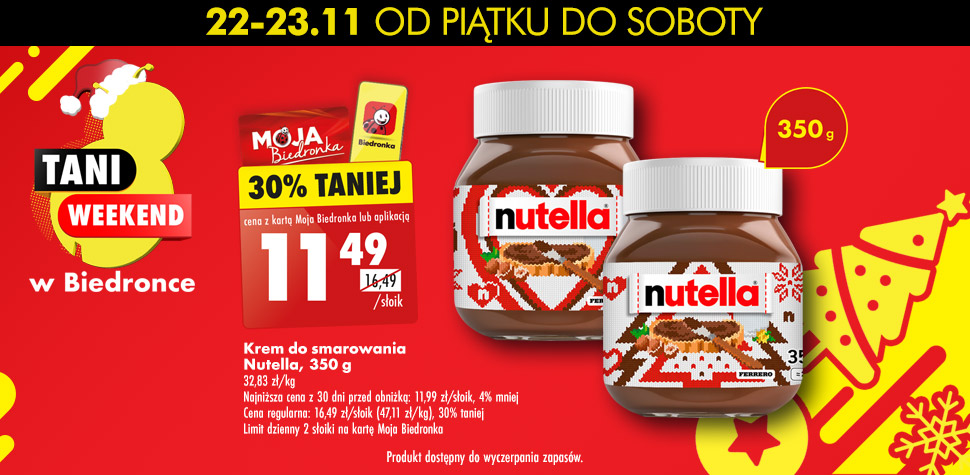 22-23.11 OD PIĄTKU DO SOBOTY
TANI
WEEKEND
w Biedronce
MOJA
Biedronka
Biedronka
30% TANIEJ
cena z kartą Moja Biedronka lub aplikacją
11 49
16,49
/słoik
Krem do smarowania
Nutella, 350 g
32,83 zł/kg
Najniższa cena z 30 dni przed obniżką: 11,99 zł/słoik, 4% mniej
Cena regularna: 16,49 zł/słoik (47,11 zł/kg), 30% taniej
Limit dzienny 2 słoiki na kartę Moja Biedronka
350 g
nutella
FERRERO
n
nutella
n
FERRERO
35
Produkt dostępny do wyczerpania zapasów.